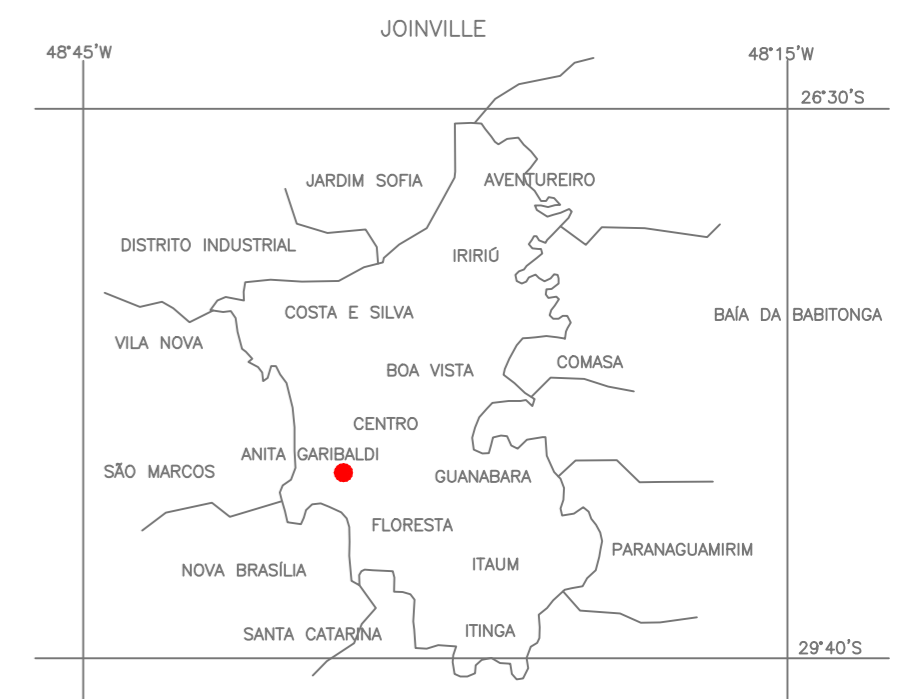 JOINVILLE
48°45'W
48°15'W
26°30'S
JARDIM SOFIA
AVENTUREIRO
DISTRITO INDUSTRIAL
IRIRIÚ
COSTA E SILVA
BAÍA DA BABITONGA
VILA NOVA
COMASA
BOA VISTA
CENTRO
ANITA GARIBALDI
SÃO MARCOS
GUANABARA
FLORESTA
PARANAGUAMIRIM
ITAUM
NOVA BRASÍLIA
ITINGA
SANTA CATARINA
29°40'S